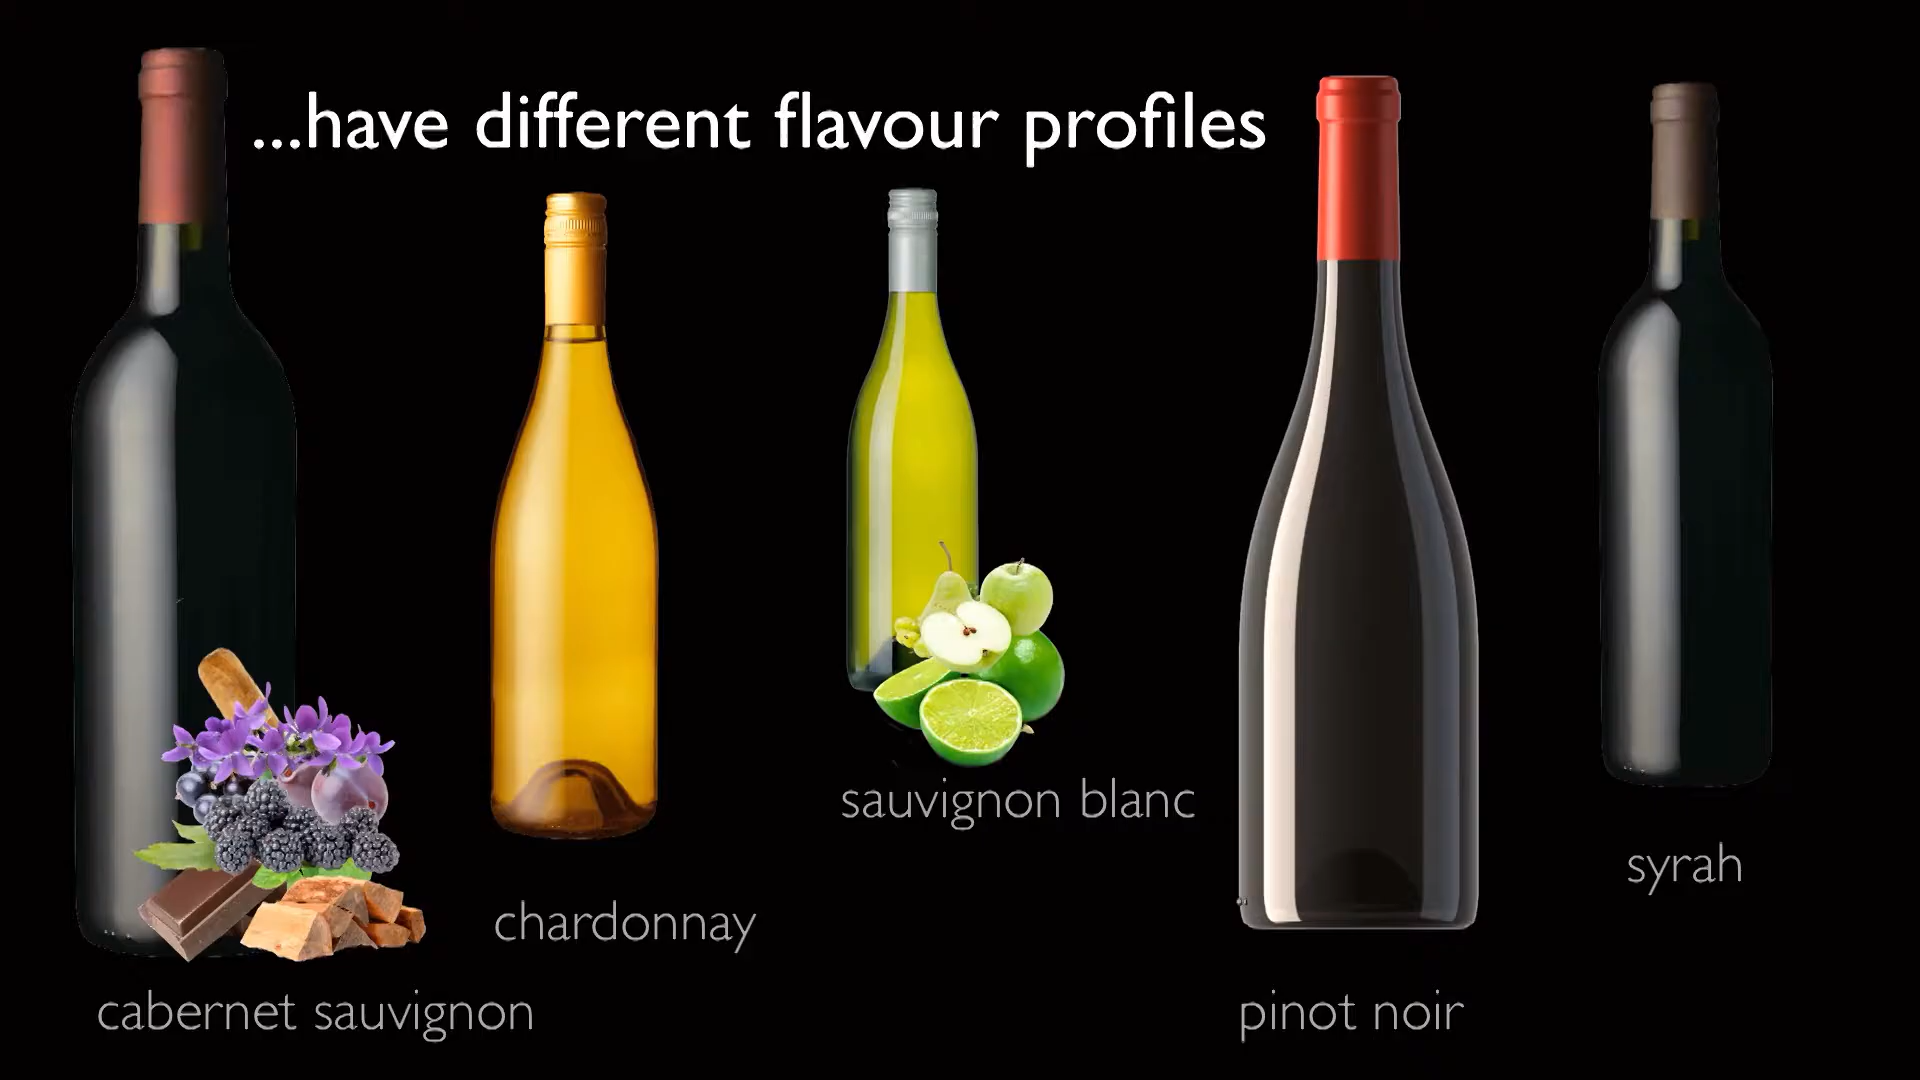 ...have different flavour profiles
sauvignon blanc
syrah
chardonnay
cabernet sauvignon
pinot noir